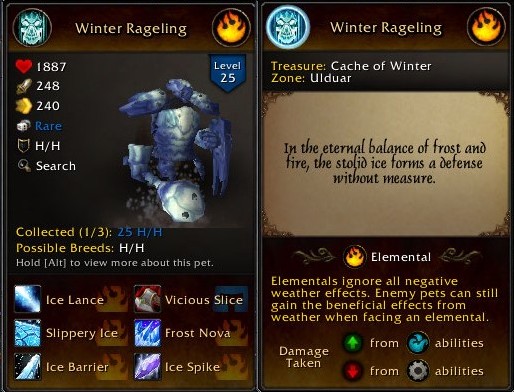 Winter Rageling
1887
248
240
Rare
H/H
Search
Level
25
Collected (1/3): 25 H/H
Possible Breeds: H/H
Hold [Alt] to view more about this pet.
Ice Lance
Vicious Slice
Slippery Ice
Frost Nova
Ice Barrier
Ice Spike
Winter Rageling
Treasure: Cache of Winter
Zone: Ulduar
In the eternal balance of frost and
fire, the stolid ice forms a defense
without measure.
Elemental
Elementals ignore all negative
weather effects. Enemy pets can still
gain the beneficial effects from
weather when facing an elemental.
Damage
Taken
from abilities
from abilities